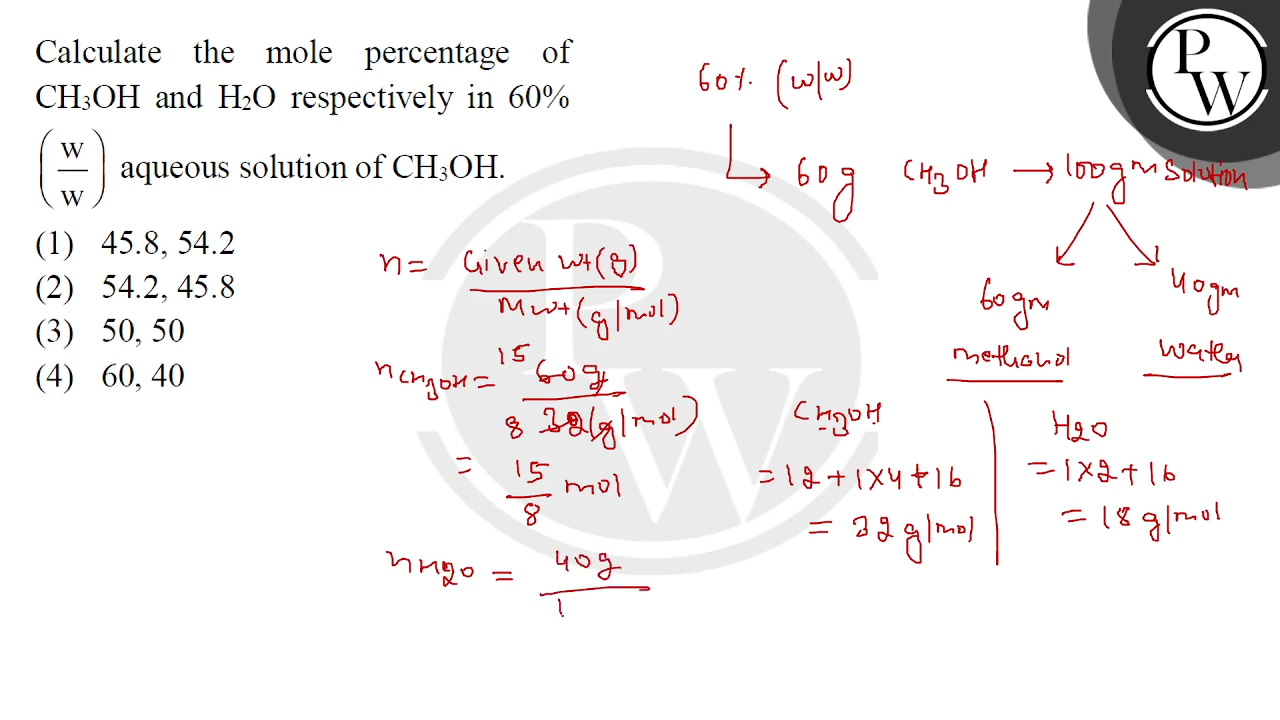 Calculate the mole percentage of
CH₃OH and H₂O respectively in 60%
(w/w) aqueous solution of CH₃OH.
(1) 45.8, 54.2
(2) 54.2, 45.8
(3) 50, 50
(4) 60, 40
60% (w/w)
60g CH3OH → 100gm solution
60gm
methanol
40gm
water
n = Given wt(g) / Mwt (g/mol)
nCH3OH = 15 60g / 8 32(g/mol)
= 15/8 mol
nH2O = 40g / 1
CH3OH
= 12 + 1×4 + 16
= 32 g/mol
H2O
= 1×2 + 16
= 18 g/mol
P
W
P
W